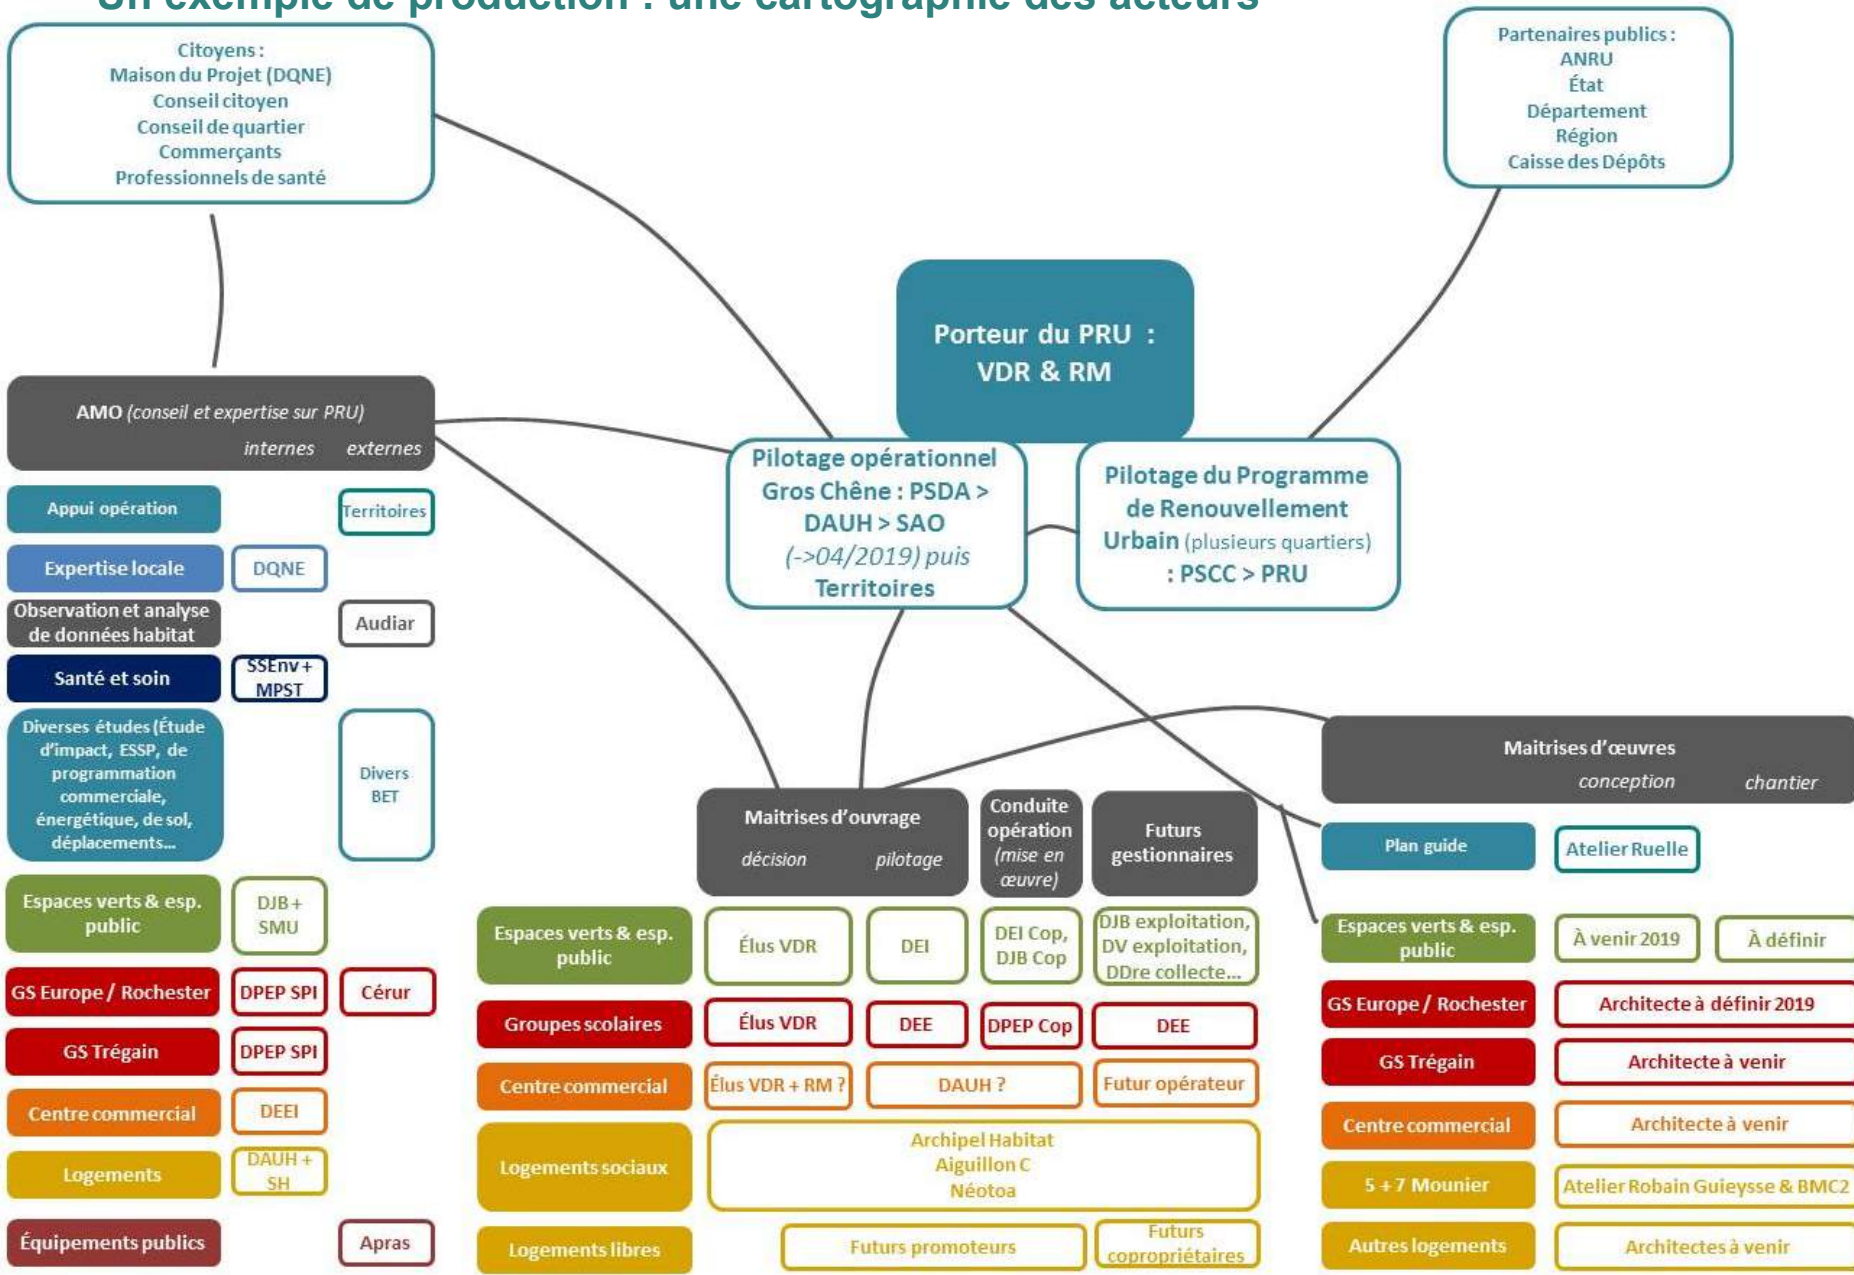 Un exemple de production : une cartographie des acteurs
Citoyens :
Maison du Projet (DQNE)
Conseil citoyen
Conseil de quartier
Commerçants
Professionnels de santé
Partenaires publics :
ANRU
État
Département
Région
Caisse des Dépôts
Porteur du PRU :
VDR & RM
Pilotage opérationnel
Gros Chêne : PSDA >
DAUH > SAO
(->04/2019) puis
Territoires
Pilotage du Programme
de Renouvellement
Urbain (plusieurs quartiers)
: PSCC > PRU
AMO (conseil et expertise sur PRU)
internes externes
Appui opération
Territoires
Expertise locale
DQNE
Observation et analyse
de données habitat
Audiar
Santé et soin
SSEnv +
MPST
Diverses études (Étude
d'impact, ESSP, de
programmation
commerciale,
énergétique, de sol,
déplacements...
Divers
BET
Espaces verts & esp.
public
DJB +
SMU
GS Europe / Rochester
DPEP SPI
Cérur
GS Trégain
DPEP SPI
Centre commercial
DEEI
Logements
DAUH +
SH
Équipements publics
Apras
Maitrises d'ouvrage
décision pilotage
Conduite
opération
(mise en
œuvre)
Futurs
gestionnaires
Espaces verts & esp.
public
Élus VDR
DEI
DEI Cop,
DJB Cop
DJB exploitation,
DV exploitation,
DDre collecte...
Groupes scolaires
Élus VDR
DEE
DPEP Cop
DEE
Centre commercial
Élus VDR + RM ?
DAUH ?
Futur opérateur
Logements sociaux
Archipel Habitat
Aiguillon C
Néotoa
Logements libres
Futurs promoteurs
Futurs
copropriétaires
Maitrises d'œuvres
conception chantier
Plan guide
Atelier Ruelle
Espaces verts & esp.
public
À venir 2019
À définir
GS Europe / Rochester
Architecte à définir 2019
GS Trégain
Architecte à venir
Centre commercial
Architecte à venir
5 + 7 Mounier
Atelier Robain Guieysse & BMC2
Autres logements
Architectes à venir